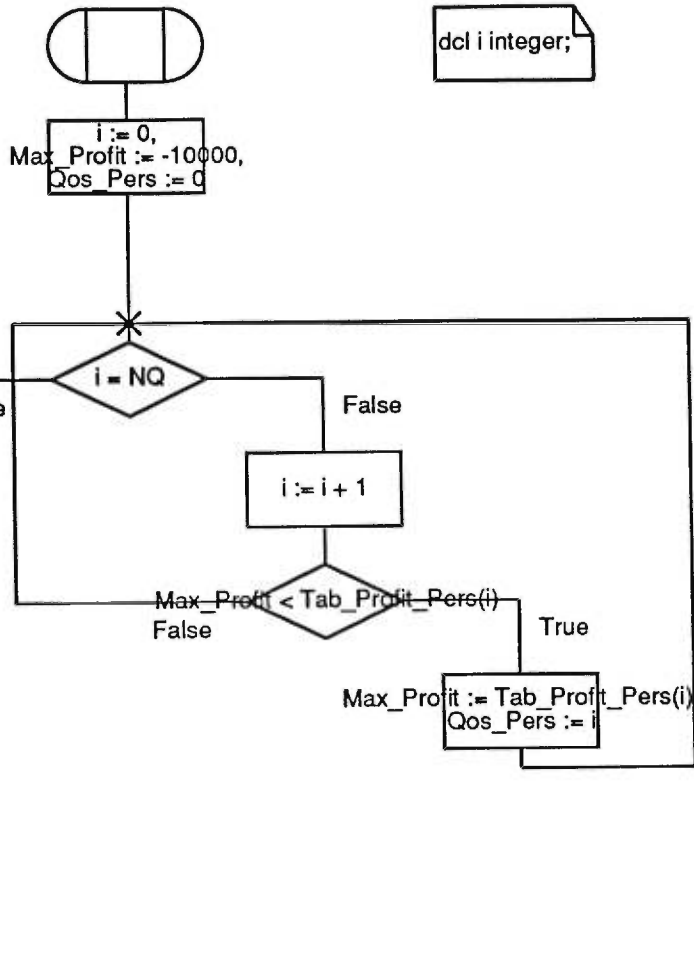 dcl i integer;
i := 0,
Max_Profit := -10000,
Qos_Pers := 0
i = NQ
e
False
i := i + 1
Max_Profit < Tab_Profit_Pers(i)
False
True
Max_Profit := Tab_Profit_Pers(i)
Qos_Pers := i